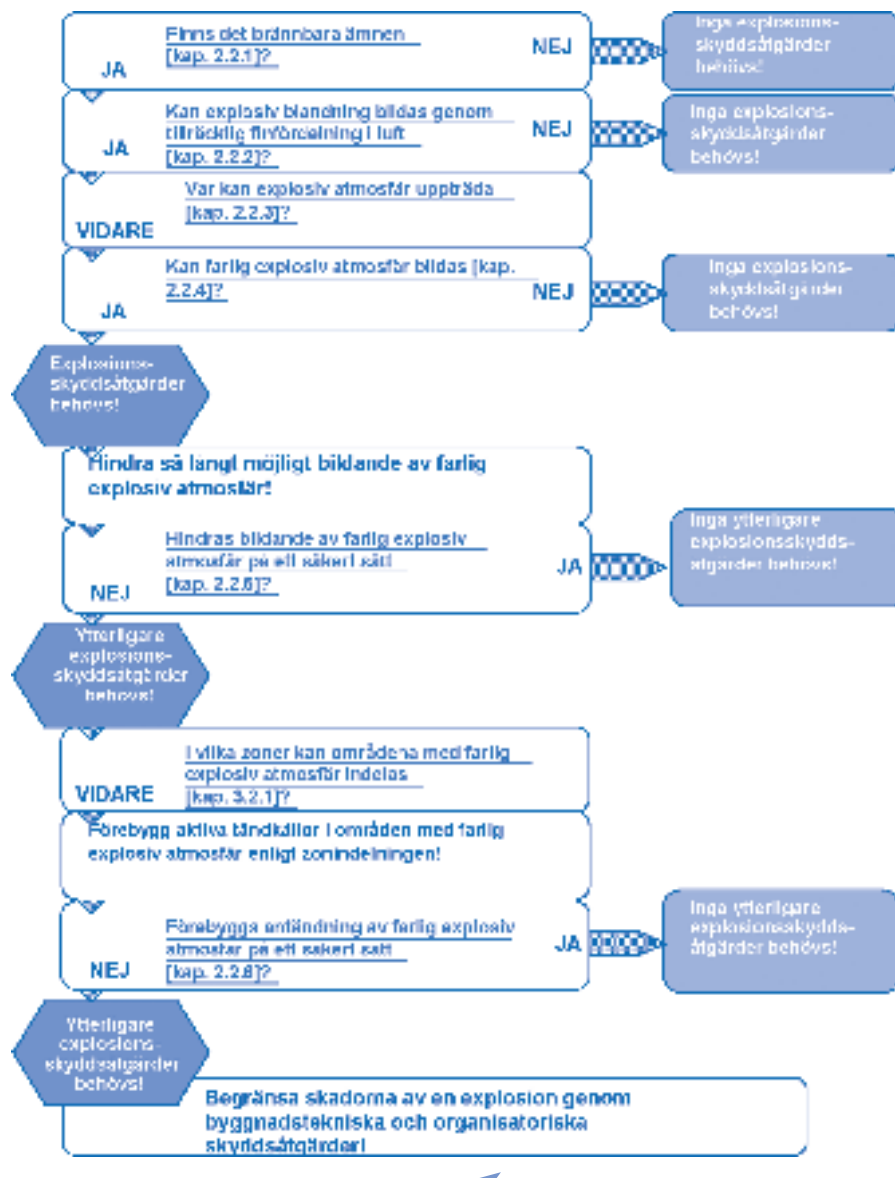 Finns det brännbara ämnen
[kap. 2.2.1]?
JA
NEJ
Inga explosions-
skyddsåtgärder
behövs!
Kan explosiv blandning bildas genom
tillräcklig finfördelning i luft
[kap. 2.2.2]?
JA
NEJ
Inga explosions-
skyddsåtgärder
behövs!
Var kan explosiv atmosfär uppträda
[kap. 2.2.3]?
VIDARE
Kan farlig explosiv atmosfär bildas [kap.
2.2.4]?
JA
NEJ
Inga explosions-
skyddsåtgärder
behövs!
Explosions-
skyddsåtgärder
behövs!
Hindra så långt möjligt bildande av farlig
explosiv atmosfär!
Hindras bildande av farlig explosiv
atmosfär på ett säkert sätt
[kap. 2.2.5]?
NEJ
JA
Inga ytterligare
explosionsskydds-
åtgärder behövs!
Ytterligare
explosions-
skyddsåtgärder
behövs!
I vilka zoner kan områdena med farlig
explosiv atmosfär indelas
[kap. 3.2.1]?
VIDARE
Förebygg aktiva tändkällor i områden med farlig
explosiv atmosfär enligt zonindelningen!
Förebygga antändning av farlig explosiv
atmosfär på ett säkert sätt
[kap. 2.2.6]?
NEJ
JA
Inga ytterligare
explosionsskydds-
åtgärder behövs!
Ytterligare
explosions-
skyddsåtgärder
behövs!
Begränsa skadorna av en explosion genom
byggnadstekniska och organisatoriska
skyddsåtgärder!